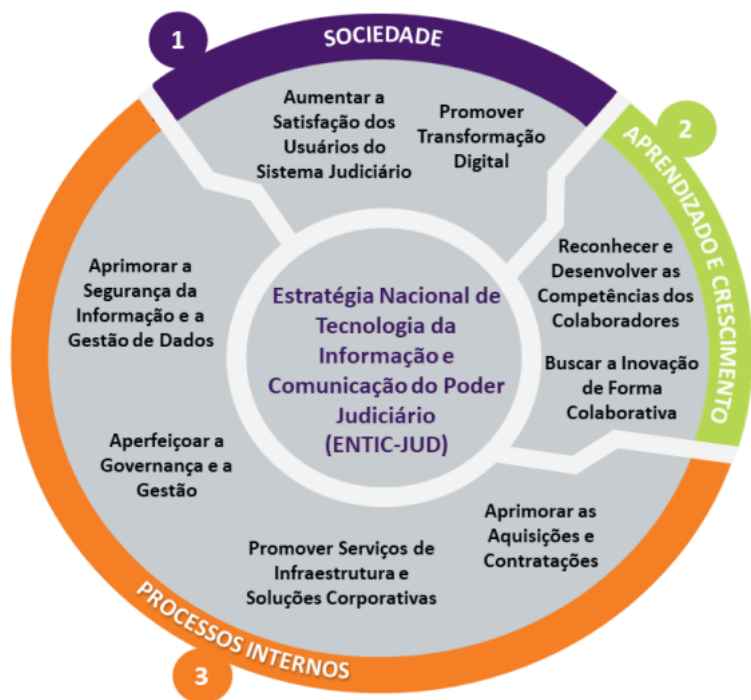 1
SOCIEDADE
Aumentar a
Satisfação dos
Usuários do
Sistema Judiciário
Promover
Transformação
Digital
2
APRENDIZADO E CRESCIMENTO
Reconhecer e
Desenvolver as
Competências dos
Colaboradores
Buscar a Inovação
de Forma
Colaborativa
Estratégia Nacional de
Tecnologia da
Informação e
Comunicação do Poder
Judiciário
(ENTIC-JUD)
Aprimorar a
Segurança da
Informação e a
Gestão de Dados
Aperfeiçoar a
Governança e a
Gestão
Promover Serviços de
Infraestrutura e
Soluções Corporativas
Aprimorar as
Aquisições e
Contratações
PROCESSOS INTERNOS
3